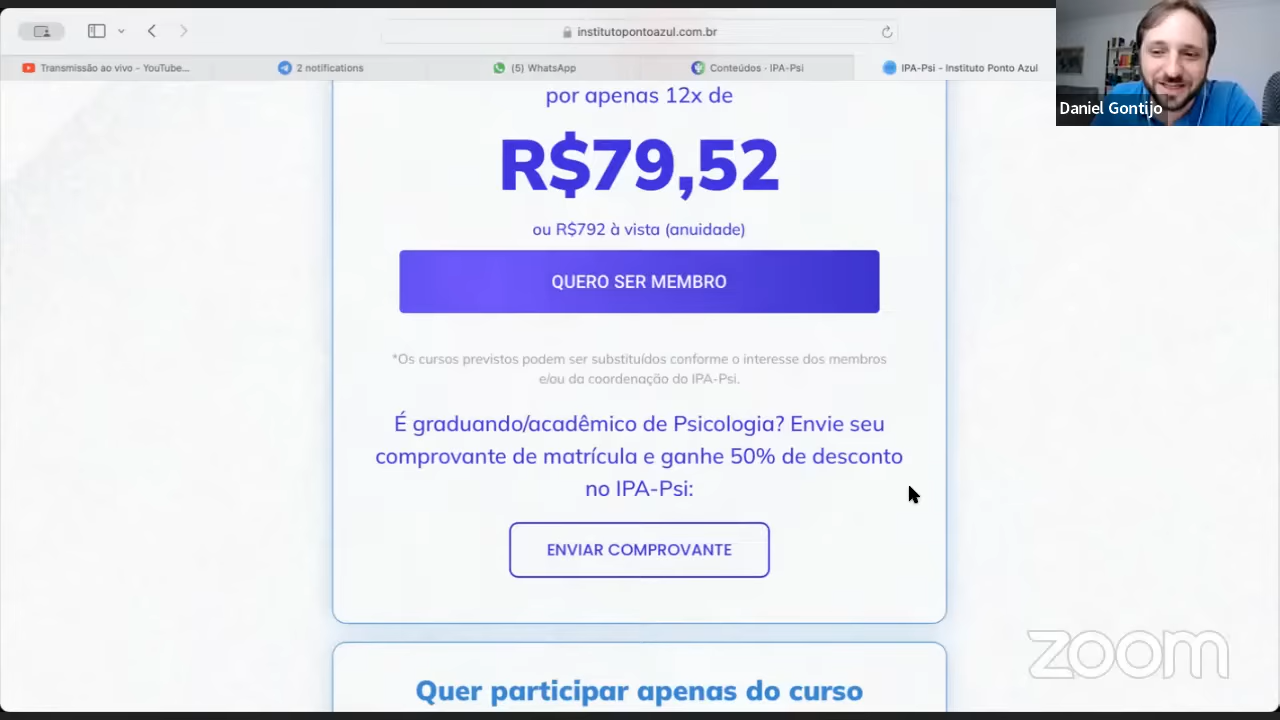 institutopontoazul.com.br
Transmissão ao vivo - YouTube...
2 notifications
(5) WhatsApp
Conteúdos · IPA-Psi
IPA-Psi - Instituto Ponto Azul
Daniel Gontijo
por apenas 12x de
R$79,52
ou R$792 à vista (anuidade)
QUERO SER MEMBRO
*Os cursos previstos podem ser substituídos conforme o interesse dos membros
e/ou da coordenação do IPA-Psi.
É graduando/acadêmico de Psicologia? Envie seu
comprovante de matrícula e ganhe 50% de desconto
no IPA-Psi:
ENVIAR COMPROVANTE
zoom
Quer participar apenas do curso